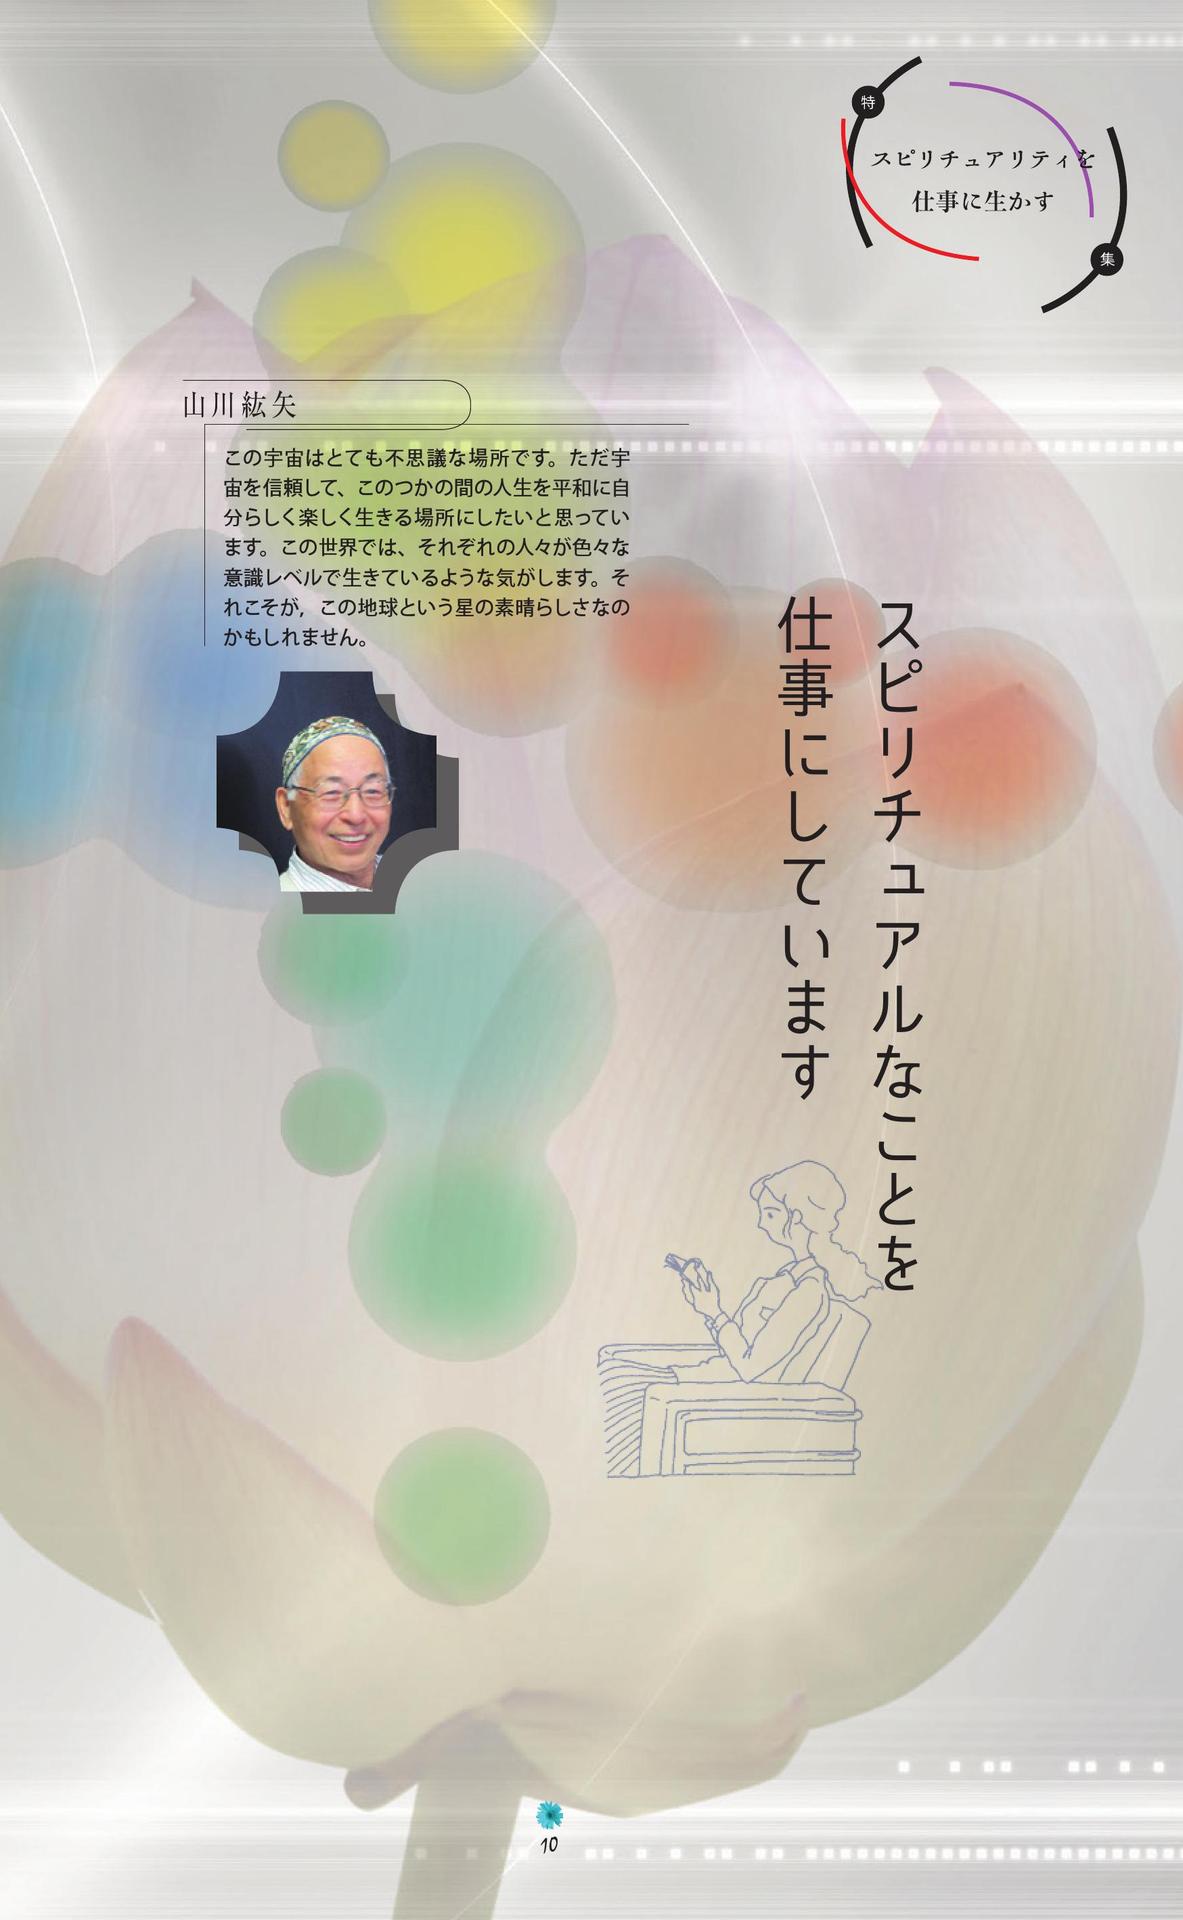 特
スピリチュアリティを
仕事に生かす
集
スピリチュアルなことを
仕事にしています
山川紘矢
この宇宙はとても不思議な場所です。ただ宇
宙を信頼して、このつかの間の人生を平和に自
分らしく楽しく生きる場所にしたいと思ってい
ます。この世界では、それぞれの人々が色々な
意識レベルで生きているような気がします。そ
れこそが，この地球という星の素晴らしさなの
かもしれません。
10